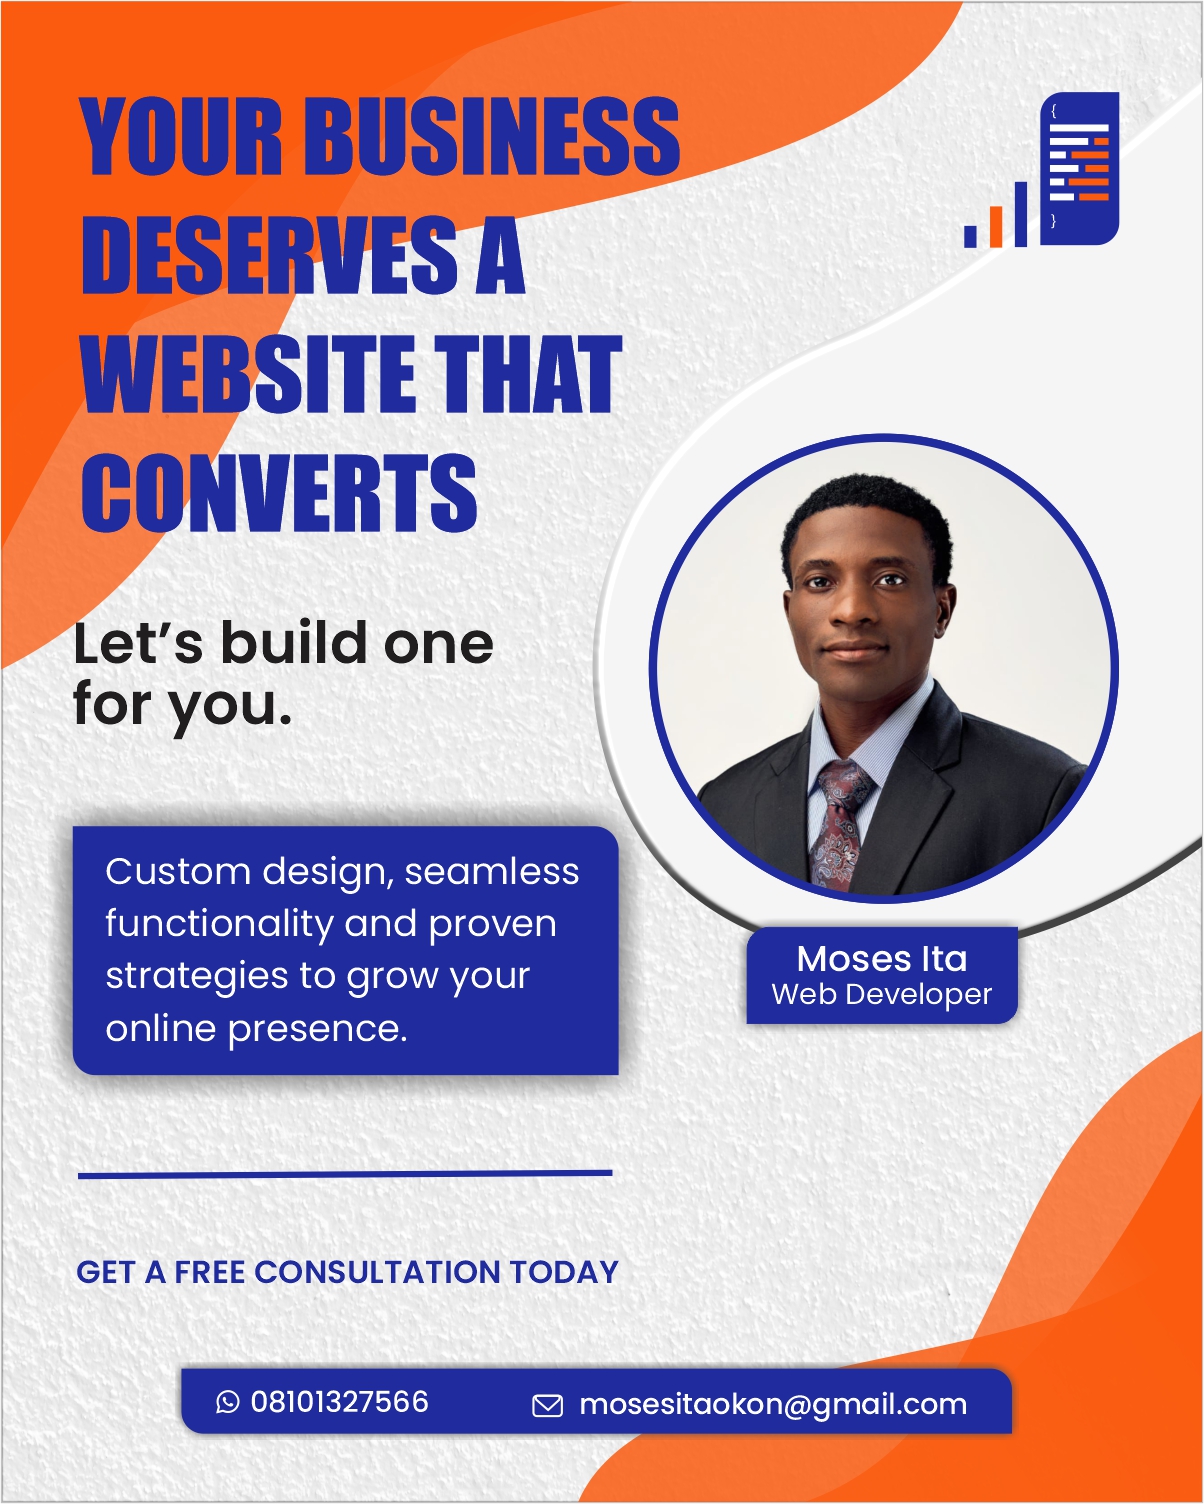 YOUR BUSINESS
DESERVES A
WEBSITE THAT
CONVERTS
{
}
Let’s build one
for you.
Custom design, seamless
functionality and proven
strategies to grow your
online presence.
Moses Ita
Web Developer
GET A FREE CONSULTATION TODAY
08101327566
mosesitaokon@gmail.com